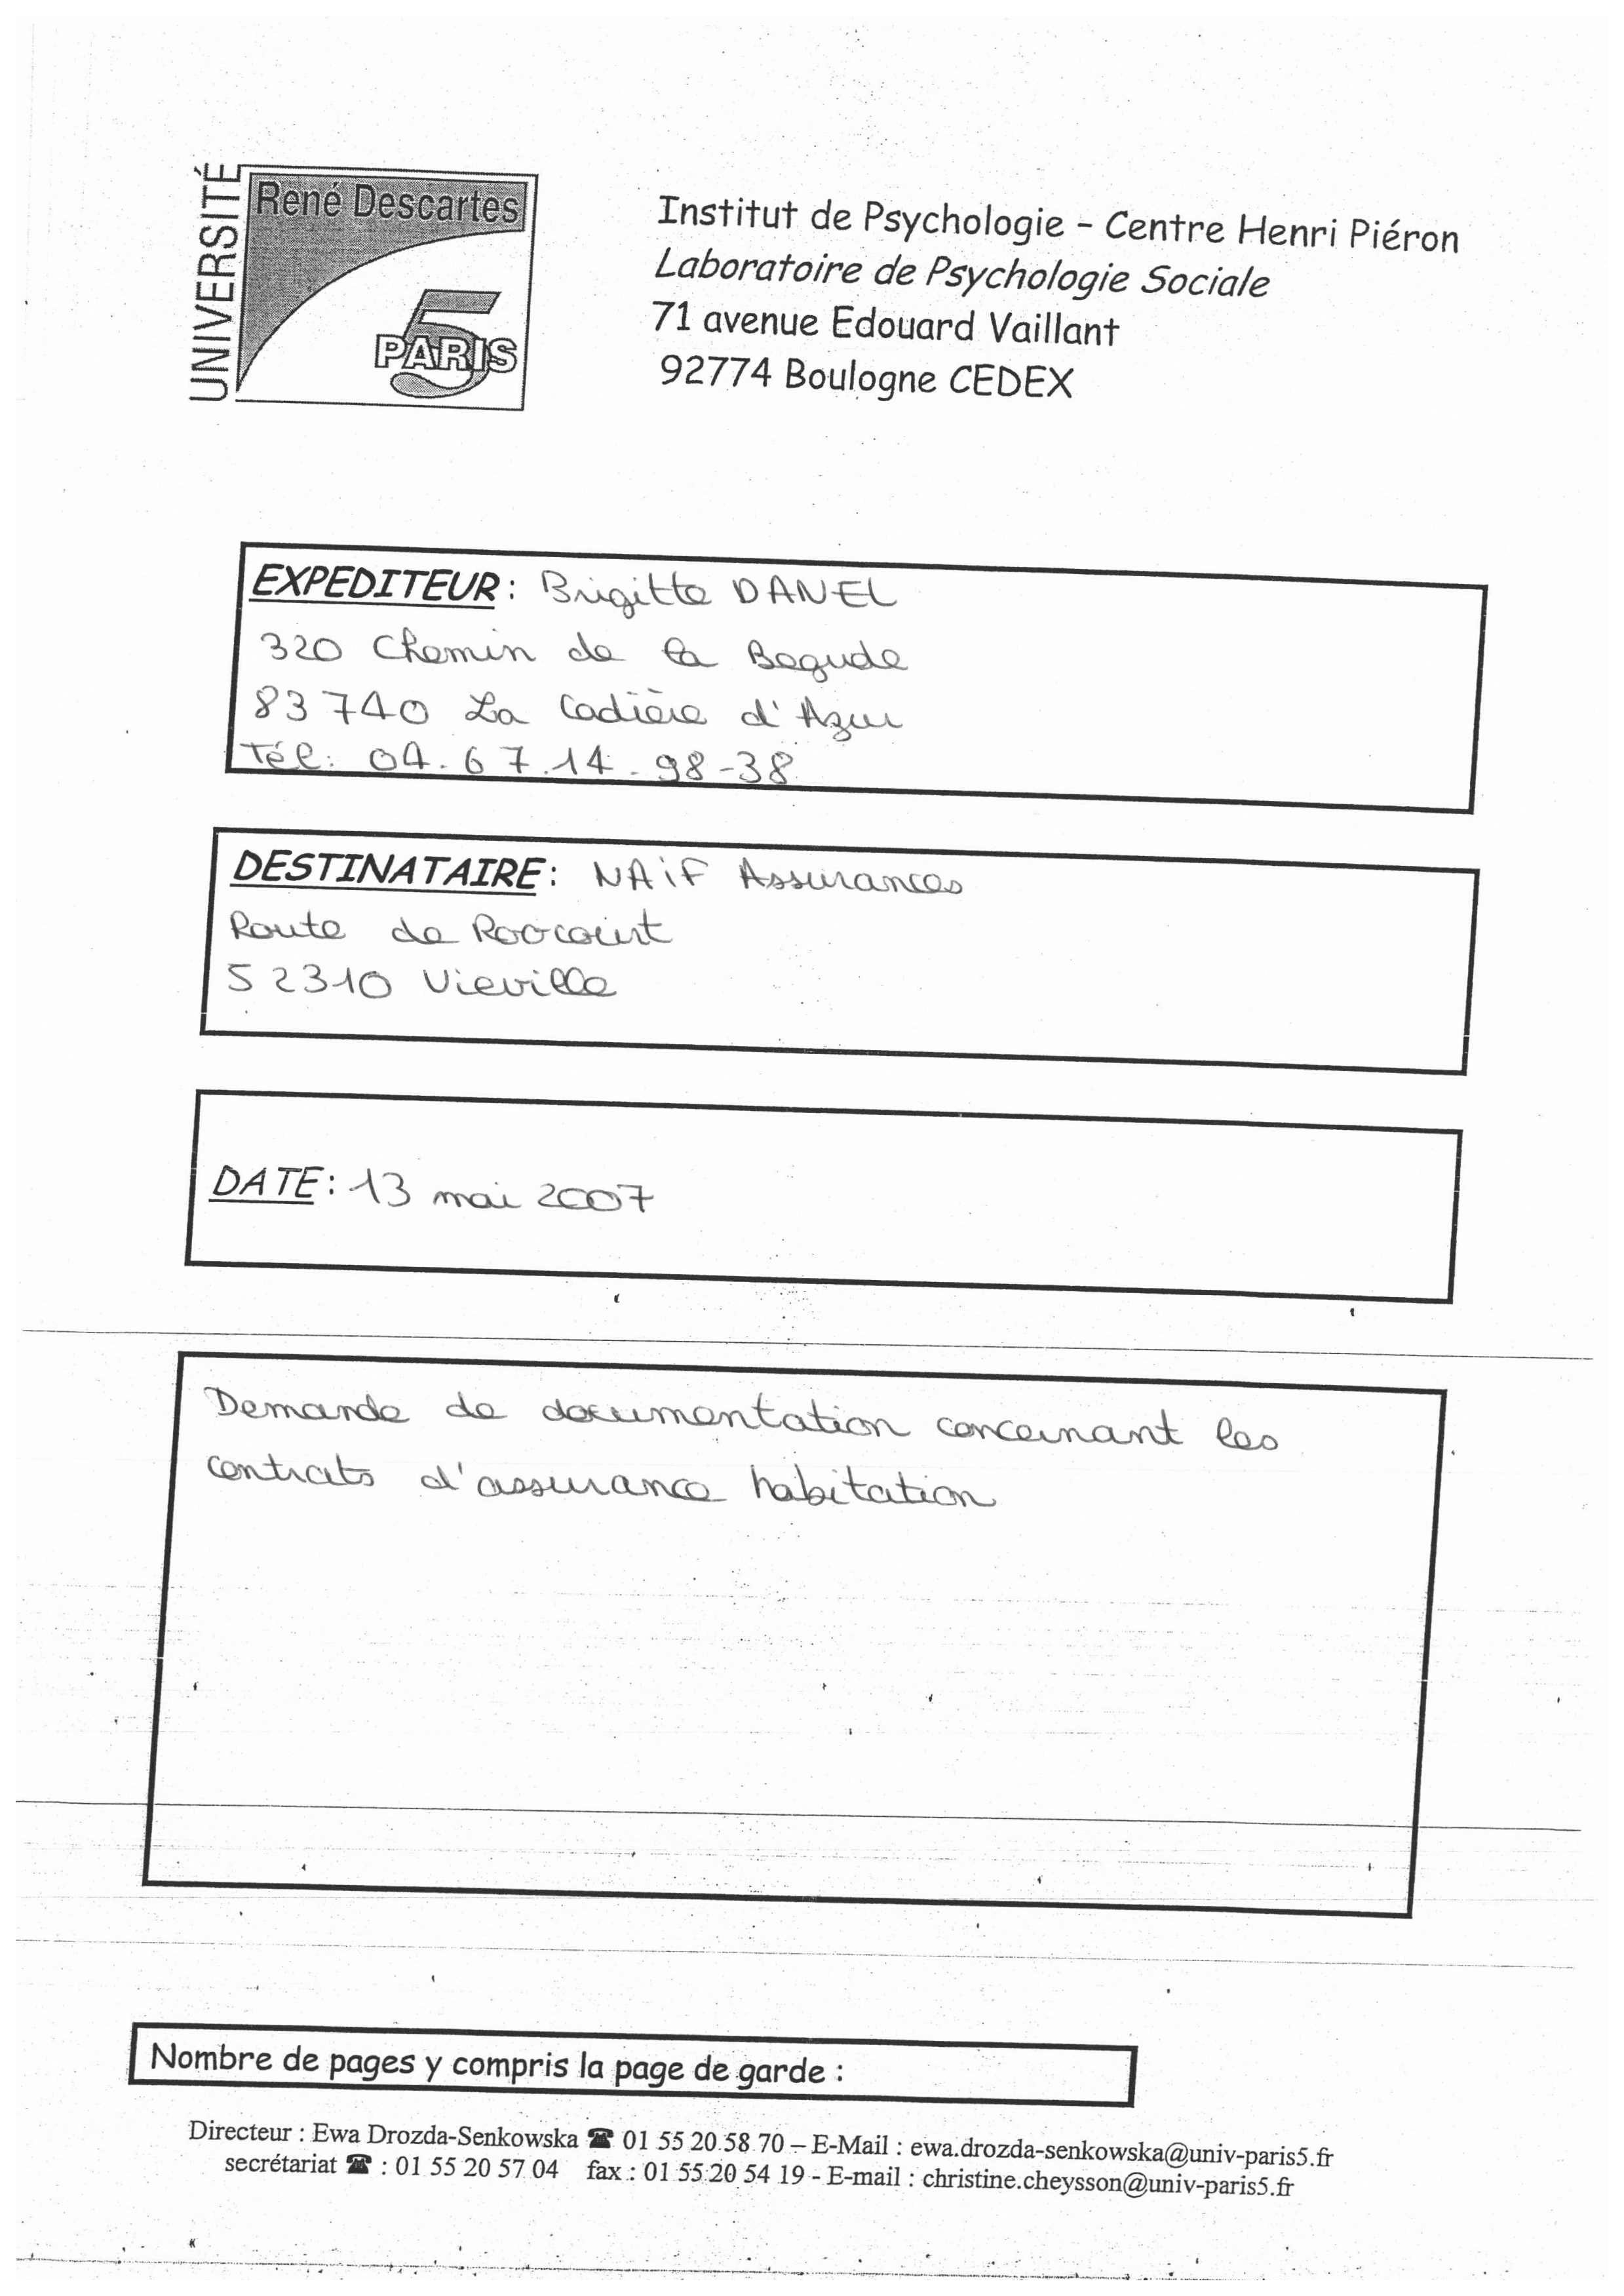 UNIVERSITÉ
René Descartes
5
PARIS
Institut de Psychologie - Centre Henri Piéron
Laboratoire de Psychologie Sociale
71 avenue Edouard Vaillant
92774 Boulogne CEDEX
EXPEDITEUR : Brigitte DANEL
320 Chemin de la Begude
83740 La Cadière d'Azur
Tél: 04.67.14.98-38
DESTINATAIRE : NAiF Assurances
Route de Roocourt
52310 Vieville
DATE : 13 mai 2007
Demande de documentation concernant les
contrats d'assurance habitation
Nombre de pages y compris la page de garde :
Directeur : Ewa Drozda-Senkowska ☎ 01 55 20 58 70 – E-Mail : ewa.drozda-senkowska@univ-paris5.fr
secrétariat ☎ : 01 55 20 57 04 fax : 01 55 20 54 19 - E-mail : christine.cheysson@univ-paris5.fr